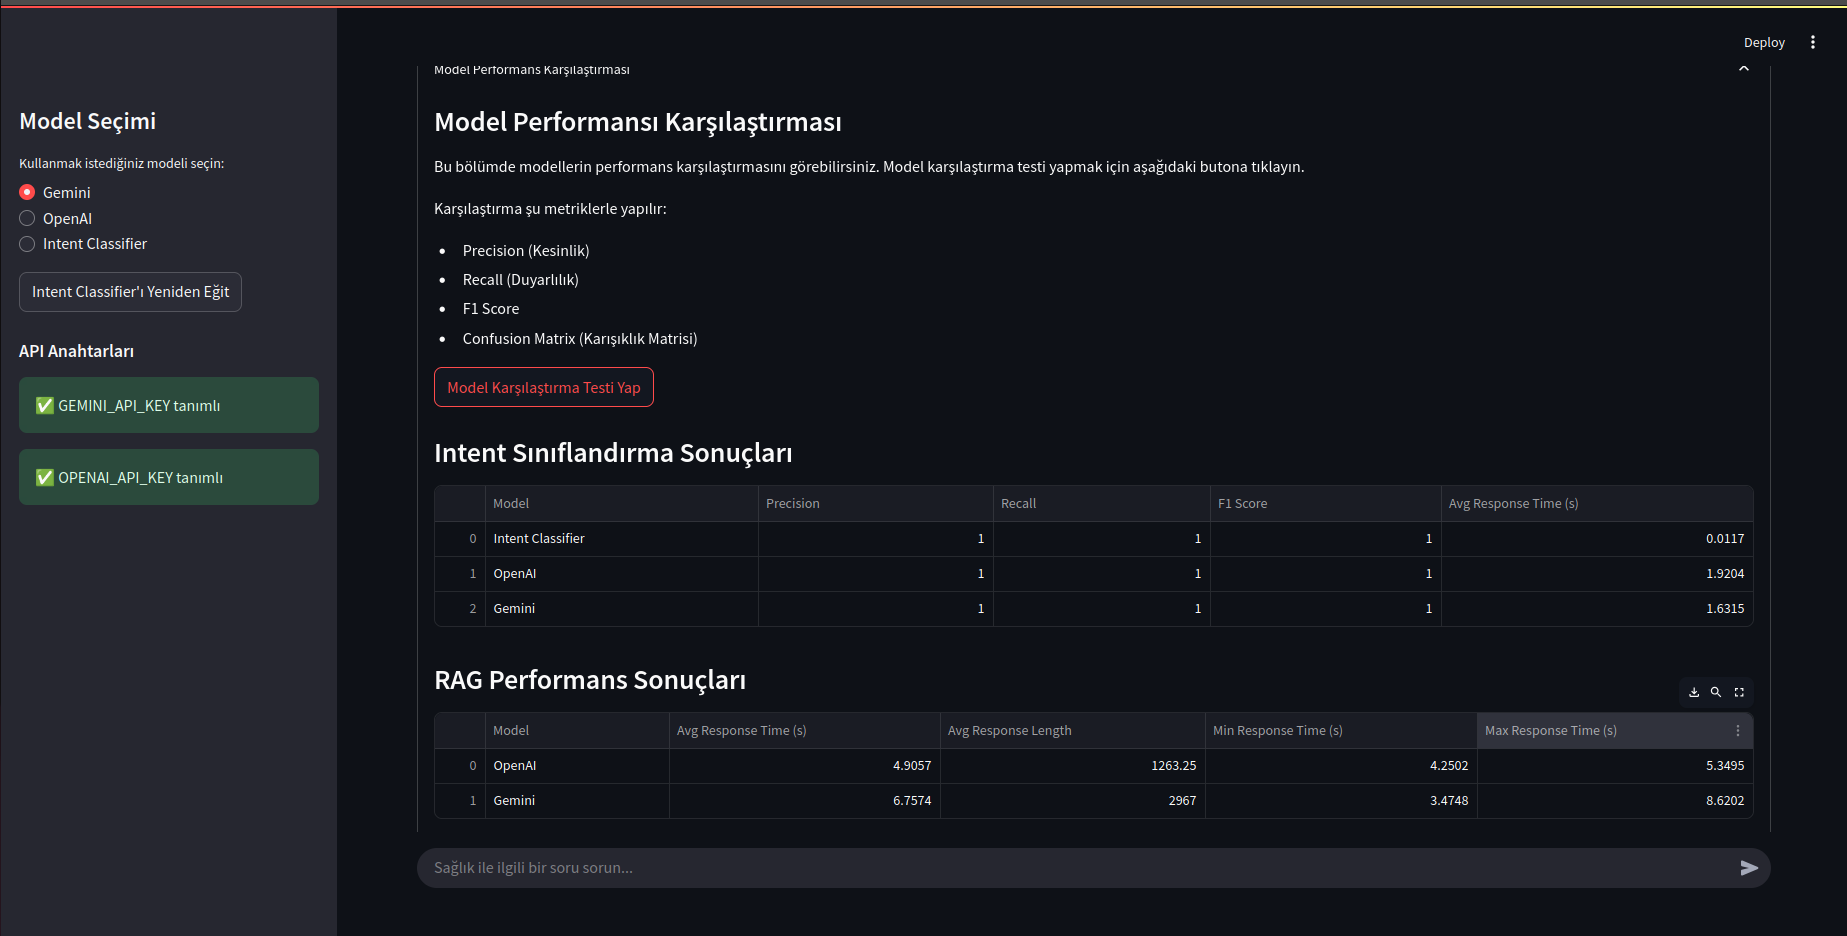 Deploy
Model Seçimi
Kullanmak istediğiniz modeli seçin:
Gemini
OpenAI
Intent Classifier
Intent Classifier'ı Yeniden Eğit
API Anahtarları
✅ GEMINI_API_KEY tanımlı
✅ OPENAI_API_KEY tanımlı
Model Performans Karşılaştırması
Model Performansı Karşılaştırması
Bu bölümde modellerin performans karşılaştırmasını görebilirsiniz. Model karşılaştırma testi yapmak için aşağıdaki butona tıklayın.
Karşılaştırma şu metriklerle yapılır:
• Precision (Kesinlik)
• Recall (Duyarlılık)
• F1 Score
• Confusion Matrix (Karışıklık Matrisi)
Model Karşılaştırma Testi Yap
Intent Sınıflandırma Sonuçları
Model Precision Recall F1 Score Avg Response Time (s)
0 Intent Classifier 1 1 1 0.0117
1 OpenAI 1 1 1 1.9204
2 Gemini 1 1 1 1.6315
RAG Performans Sonuçları
Model Avg Response Time (s) Avg Response Length Min Response Time (s) Max Response Time (s)
0 OpenAI 4.9057 1263.25 4.2502 5.3495
1 Gemini 6.7574 2967 3.4748 8.6202
Sağlık ile ilgili bir soru sorun...